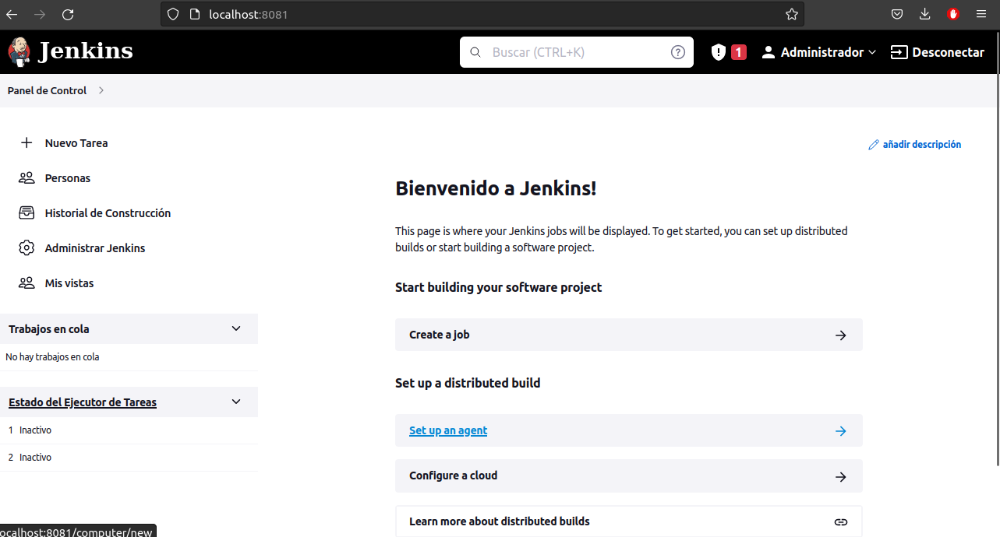 localhost:8081
Jenkins
Buscar (CTRL+K)
1
Administrador
Desconectar
Panel de Control
Nuevo Tarea
añadir descripción
Personas
Historial de Construcción
Administrar Jenkins
Mis vistas
Trabajos en cola
No hay trabajos en cola
Estado del Ejecutor de Tareas
1 Inactivo
2 Inactivo
Bienvenido a Jenkins!
This page is where your Jenkins jobs will be displayed. To get started, you can set up distributed
builds or start building a software project.
Start building your software project
Create a job
Set up a distributed build
Set up an agent
Configure a cloud
Learn more about distributed builds
ocalhost:8081/computer/new